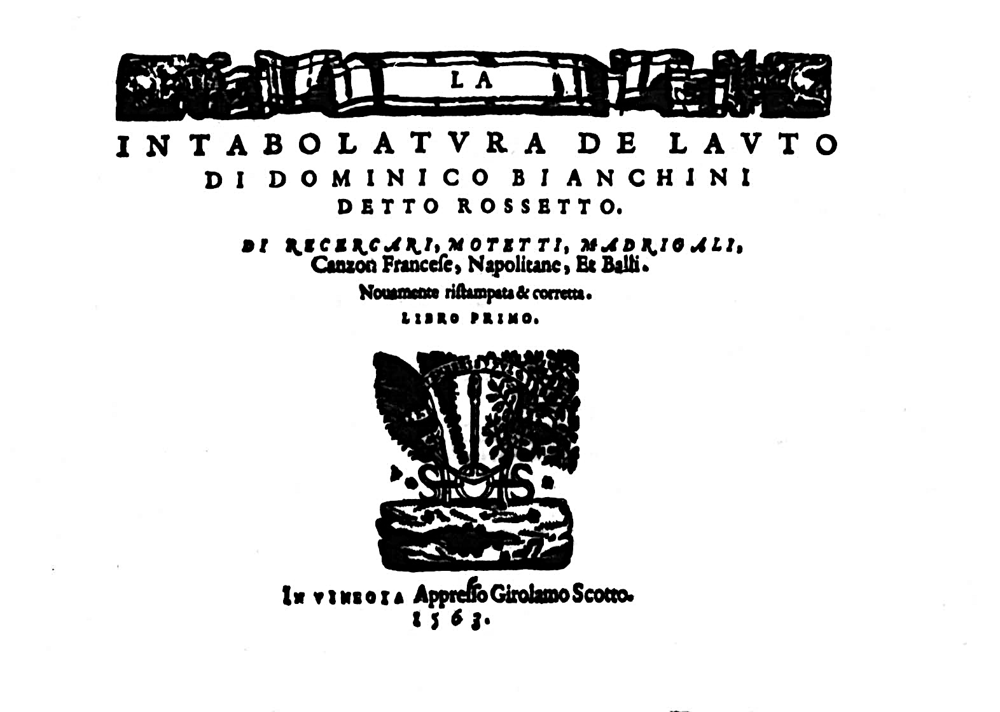 LA
INTABOLATVRA DE LAVTO
DI DOMINICO BIANCHINI
DETTO ROSSETTO.
DI RECERCARI, MOTETTI, MADRIGALI,
Canzon Franceſe, Napolitane, Et Balli.
Nouamente riſtampata & corretta.
LIBRO PRIMO.
S O S
IN VINEGIA Appreſſo Girolamo Scotto.
1563.